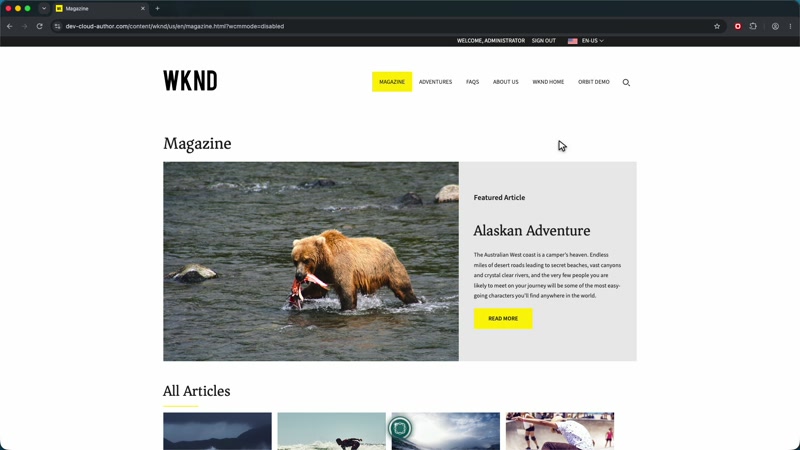 Magazine
dev-cloud-author.com/content/wknd/us/en/magazine.html?wcmmode=disabled
WELCOME, ADMINISTRATOR SIGN OUT EN-US
WKND
MAGAZINE ADVENTURES FAQS ABOUT US WKND HOME ORBIT DEMO
Magazine
Featured Article
Alaskan Adventure
The Australian West coast is a camper's heaven. Endless
miles of desert roads leading to secret beaches, vast canyons
and crystal clear rivers, and the very few people you are
likely to meet on your journey will be some of the most easy-
going characters you'll find anywhere in the world.
READ MORE
All Articles